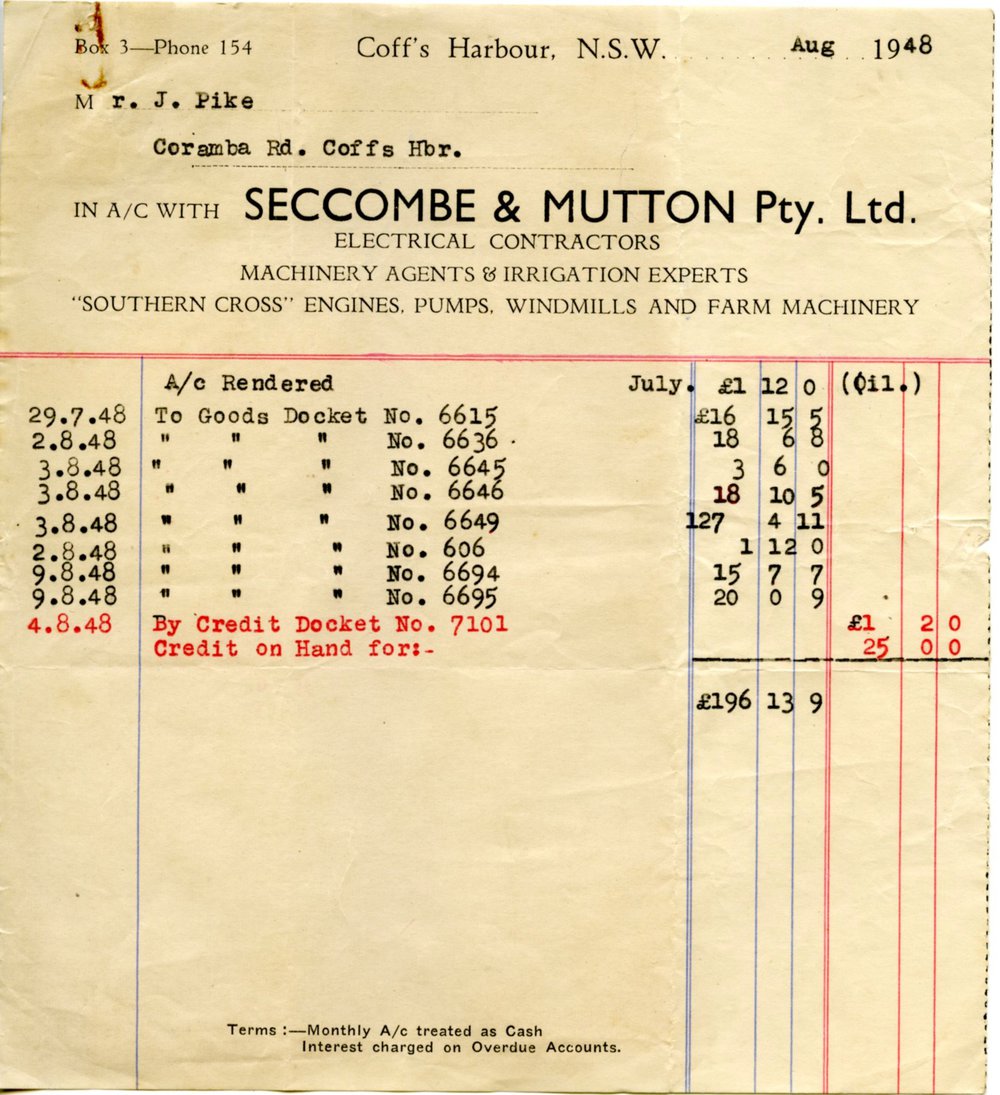 Box 3—Phone 154 Coff's Harbour, N.S.W. Aug 1948
Mr. J. Pike
Coramba Rd. Coffs Hbr.
IN A/C WITH SECCOMBE & MUTTON Pty. Ltd.
ELECTRICAL CONTRACTORS
MACHINERY AGENTS & IRRIGATION EXPERTS
"SOUTHERN CROSS" ENGINES, PUMPS, WINDMILLS AND FARM MACHINERY
A/c Rendered July. £1 12 0 (Oil.)
29.7.48 To Goods Docket No. 6615 £16 15 5
2.8.48 " " " No. 6636 18 6 8
3.8.48 " " " No. 6645 3 6 0
3.8.48 " " " No. 6646 18 10 5
3.8.48 " " " No. 6649 127 4 11
2.8.48 " " " No. 606 1 12 0
9.8.48 " " " No. 6694 15 7 7
9.8.48 " " " No. 6695 20 0 9
4.8.48 By Credit Docket No. 7101 £1 2 0
Credit on Hand for:- 25 0 0
£196 13 9
Terms :—Monthly A/c treated as Cash
Interest charged on Overdue Accounts.